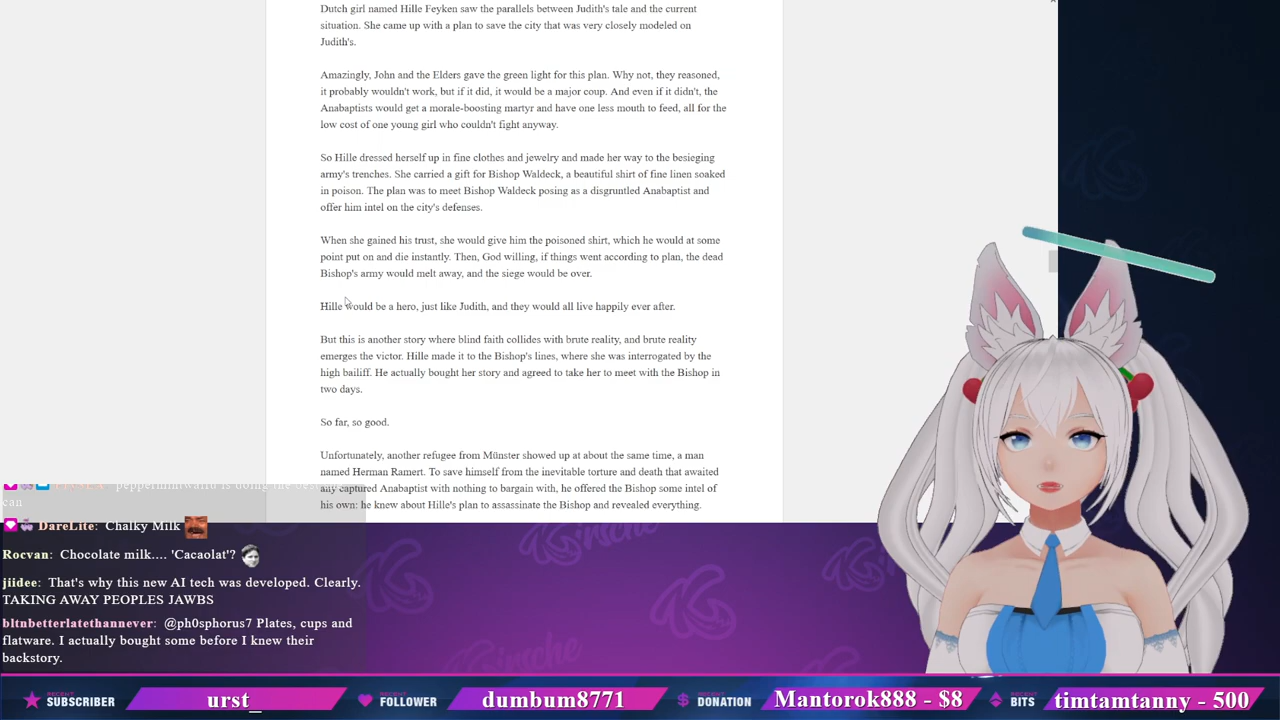 Dutch girl named Hille Feyken saw the parallels between Judith's tale and the current
situation. She came up with a plan to save the city that was very closely modeled on
Judith's.
Amazingly, John and the Elders gave the green light for this plan. Why not, they reasoned,
it probably wouldn't work, but if it did, it would be a major coup. And even if it didn't, the
Anabaptists would get a morale-boosting martyr and have one less mouth to feed, all for the
low cost of one young girl who couldn't fight anyway.
So Hille dressed herself up in fine clothes and jewelry and made her way to the besieging
army's trenches. She carried a gift for Bishop Waldeck, a beautiful shirt of fine linen soaked
in poison. The plan was to meet Bishop Waldeck posing as a disgruntled Anabaptist and
offer him intel on the city's defenses.
When she gained his trust, she would give him the poisoned shirt, which he would at some
point put on and die instantly. Then, God willing, if things went according to plan, the dead
Bishop's army would melt away, and the siege would be over.
Hille would be a hero, just like Judith, and they would all live happily ever after.
But this is another story where blind faith collides with brute reality, and brute reality
emerges the victor. Hille made it to the Bishop's lines, where she was interrogated by the
high bailiff. He actually bought her story and agreed to take her to meet with the Bishop in
two days.
So far, so good.
Unfortunately, another refugee from Münster showed up at about the same time, a man
named Herman Ramert. To save himself from the inevitable torture and death that awaited
any captured Anabaptist with nothing to bargain with, he offered the Bishop some intel of
his own: he knew about Hille's plan to assassinate the Bishop and revealed everything.
is doing the
can
DareLite: Chalky Milk
Rocvan: Chocolate milk.... 'Cacaolat'?
jiidee: That's why this new AI tech was developed. Clearly.
TAKING AWAY PEOPLES JAWBS
bltnbetterlatethannever: @ph0sphorus7 Plates, cups and
flatware. I actually bought some before I knew their
backstory.
RECENT SUBSCRIBER urst_ RECENT FOLLOWER dumbum8771 RECENT DONATION Mantorok888 - $8 RECENT BITS timtamtanny - 500